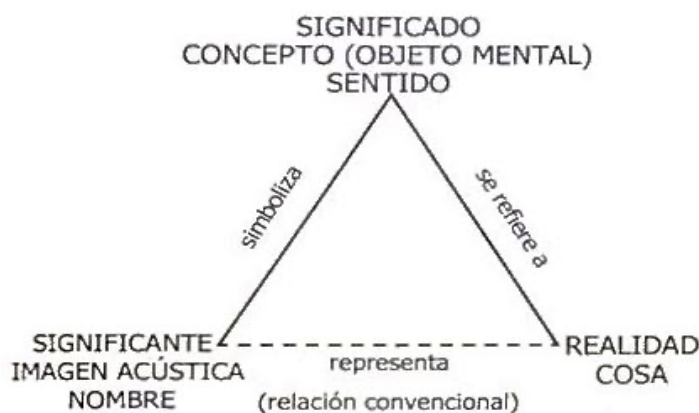 SIGNIFICADO
CONCEPTO (OBJETO MENTAL)
SENTIDO
simboliza
se refiere a
SIGNIFICANTE
IMAGEN ACÚSTICA
NOMBRE
representa
(relación convencional)
REALIDAD
COSA